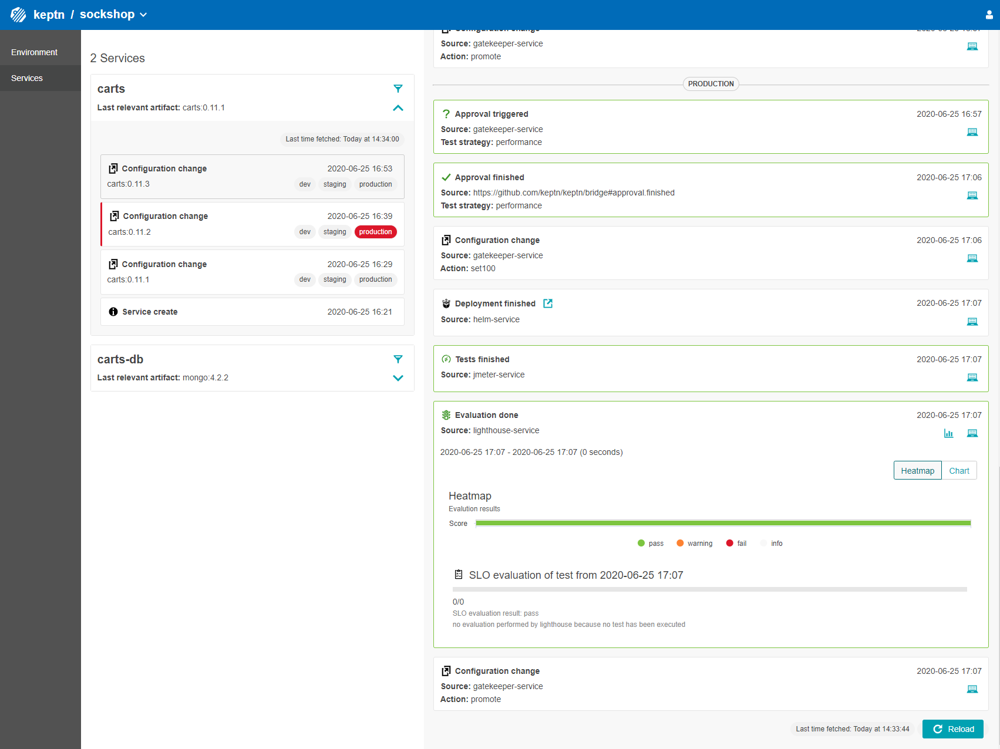 keptn / sockshop
Environment
Services
2 Services
carts
Last relevant artifact: carts:0.11.1
Last time fetched: Today at 14:34:00
Configuration change 2020-06-25 16:53
carts:0.11.3 dev staging production
Configuration change 2020-06-25 16:39
carts:0.11.2 dev staging production
Configuration change 2020-06-25 16:29
carts:0.11.1 dev staging production
Service create 2020-06-25 16:21
carts-db
Last relevant artifact: mongo:4.2.2
Configuration change
Source: gatekeeper-service
Action: promote
PRODUCTION
Approval triggered 2020-06-25 16:57
Source: gatekeeper-service
Test strategy: performance
Approval finished 2020-06-25 17:06
Source: https://github.com/keptn/keptn/bridge#approval.finished
Test strategy: performance
Configuration change 2020-06-25 17:06
Source: gatekeeper-service
Action: set100
Deployment finished 2020-06-25 17:07
Source: helm-service
Tests finished 2020-06-25 17:07
Source: jmeter-service
Evaluation done 2020-06-25 17:07
Source: lighthouse-service
2020-06-25 17:07 - 2020-06-25 17:07 (0 seconds)
Heatmap Chart
Heatmap
Evalution results
Score
pass warning fail info
SLO evaluation of test from 2020-06-25 17:07
0/0
SLO evaluation result: pass
no evaluation performed by lighthouse because no test has been executed
Configuration change 2020-06-25 17:07
Source: gatekeeper-service
Action: promote
Last time fetched: Today at 14:33:44 Reload